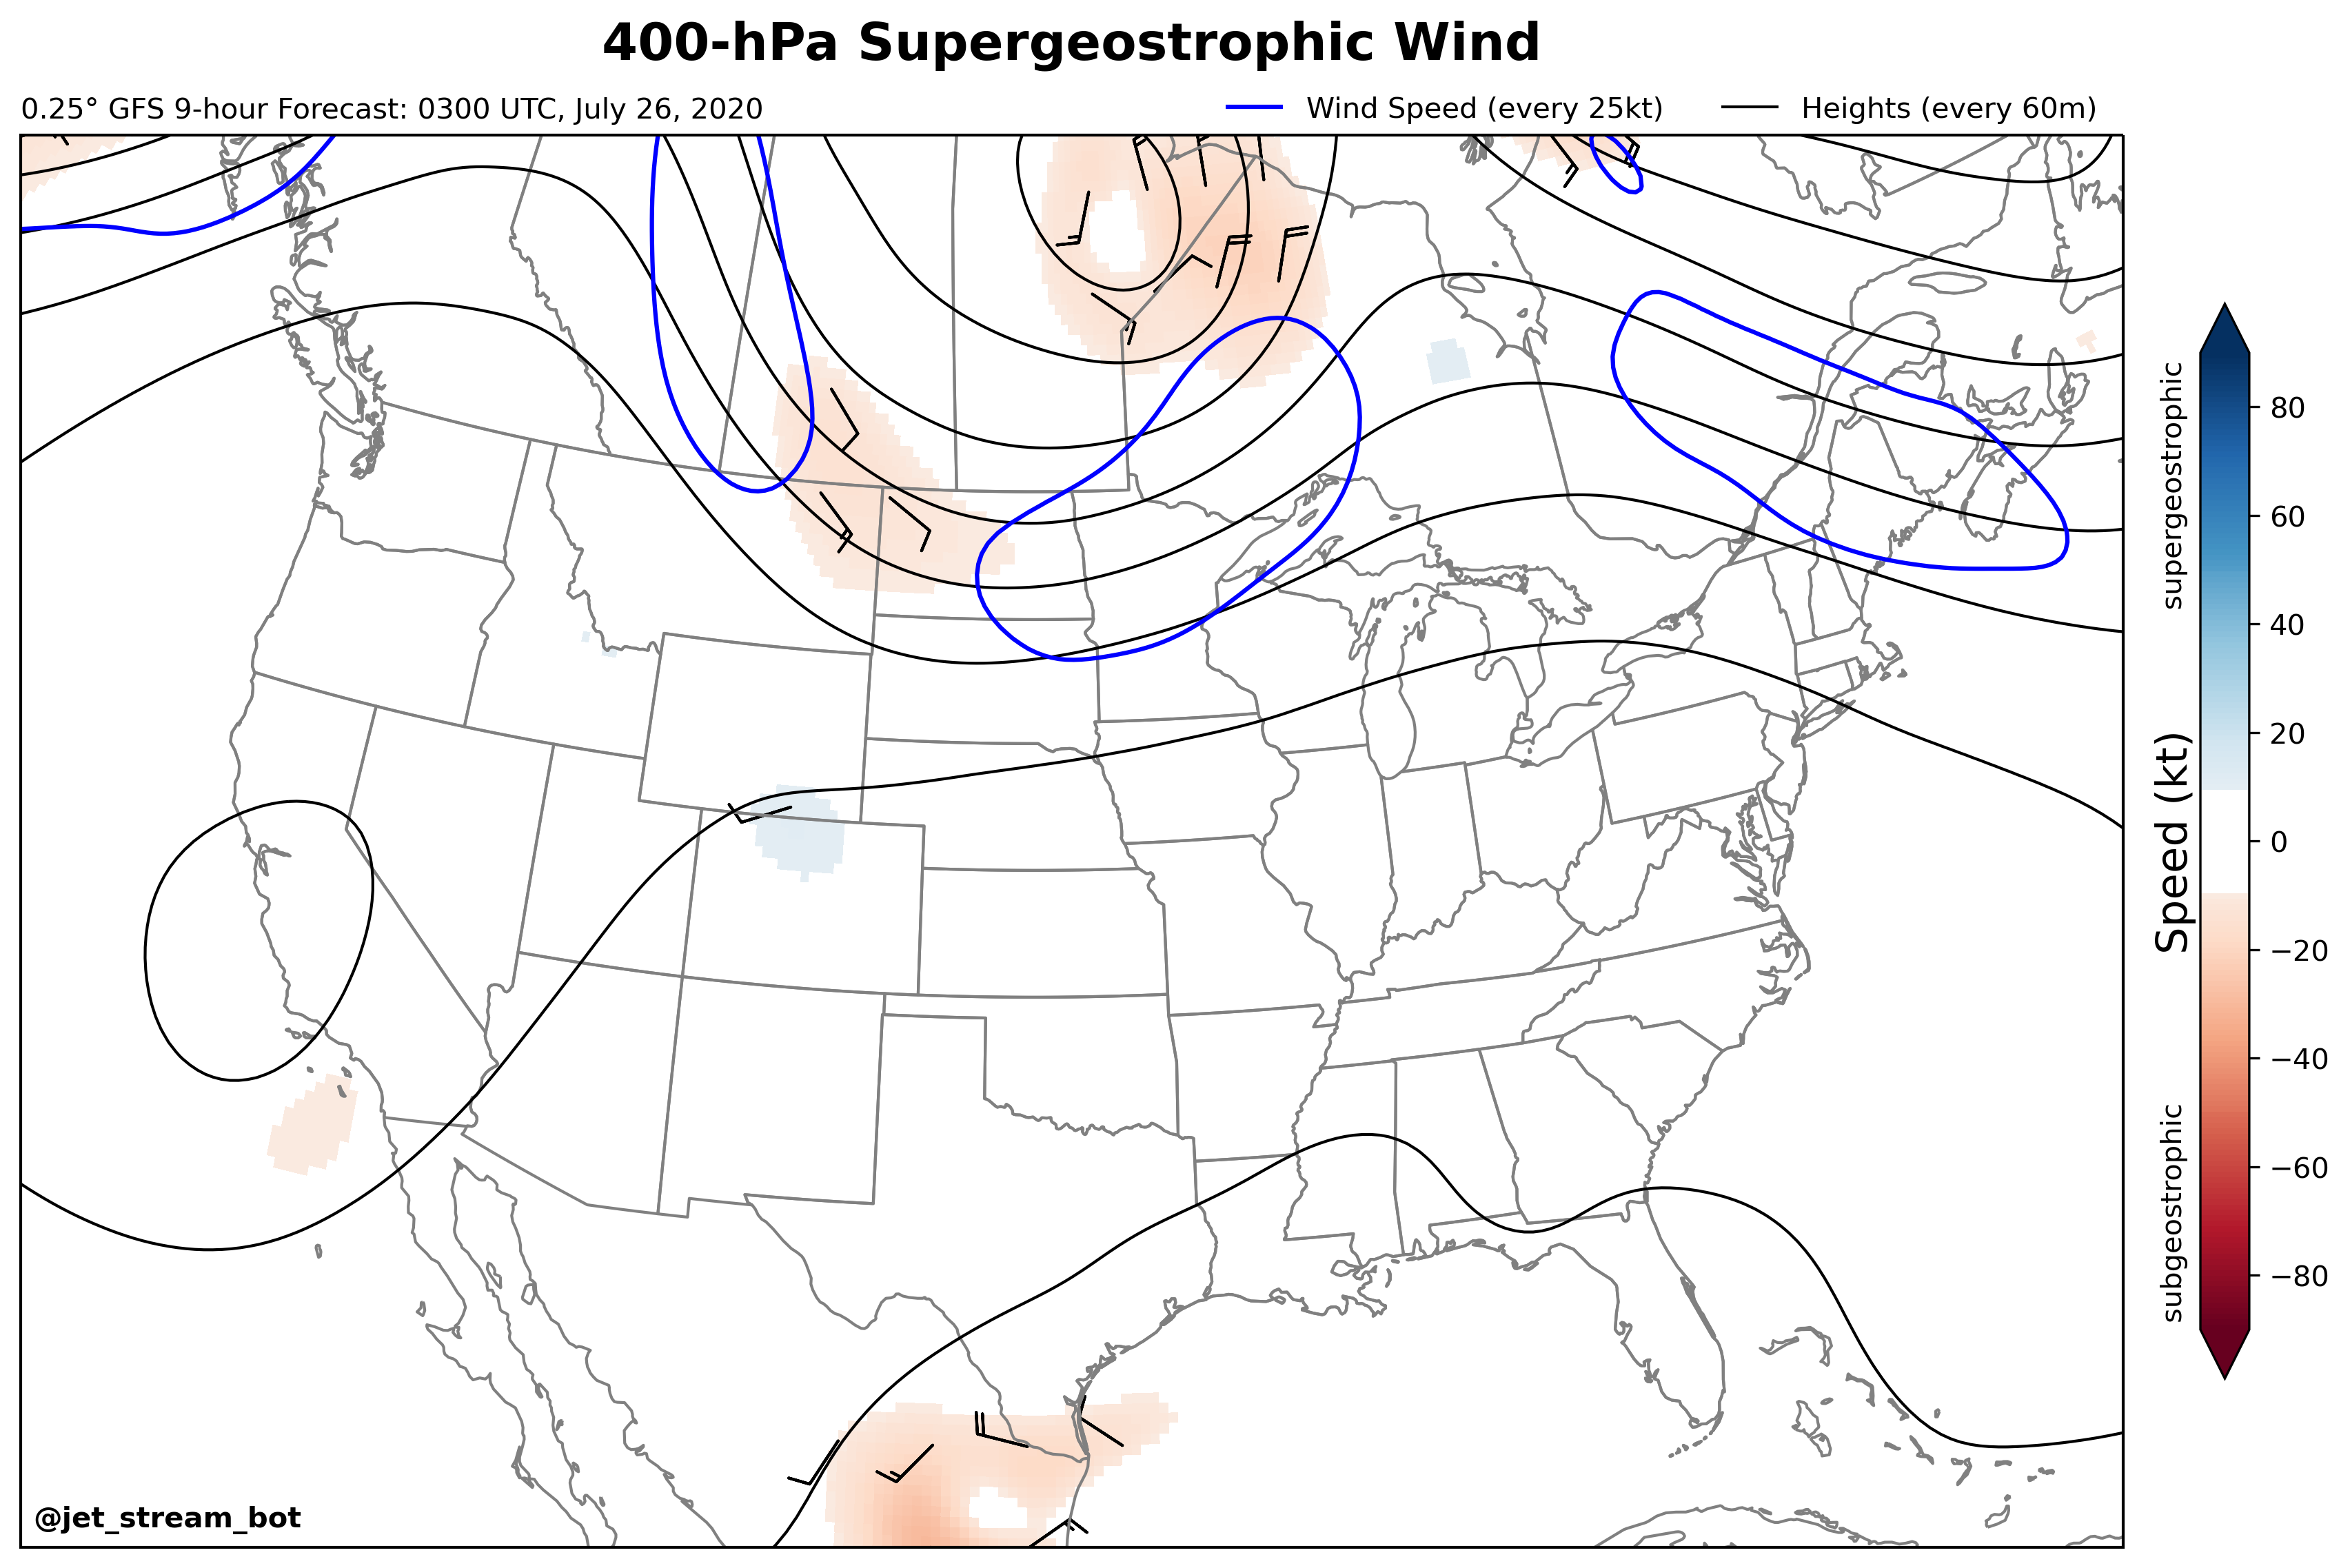 400-hPa Supergeostrophic Wind
0.25° GFS 9-hour Forecast: 0300 UTC, July 26, 2020
Wind Speed (every 25kt)
Heights (every 60m)
supergeostrophic
subgeostrophic
Speed (kt)
80
60
40
20
0
−20
−40
−60
−80
@jet_stream_bot